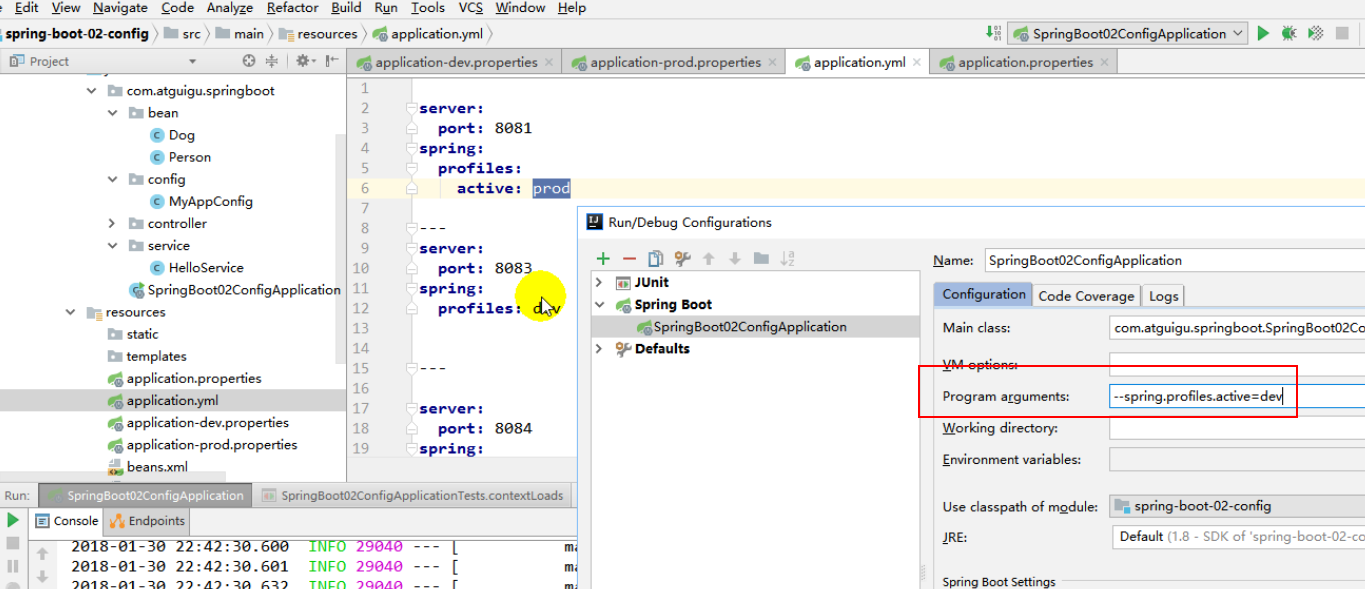 Edit View Navigate Code Analyze Refactor Build Run Tools VCS Window Help
spring-boot-02-config src main resources application.yml SpringBoot02ConfigApplication
Project application-dev.properties application-prod.properties application.yml application.properties
com.atguigu.springboot
bean
Dog
Person
config
MyAppConfig
controller
service
HelloService
SpringBoot02ConfigApplication
resources
static
templates
application.properties
application.yml
application-dev.properties
application-prod.properties
beans.xml
1
2 server:
3 port: 8081
4 spring:
5 profiles:
6 active: prod
7
8 ---
9 server:
10 port: 8083
11 spring:
12 profiles: dev
13
14
15 ---
16
17 server:
18 port: 8084
19 spring:
Run/Debug Configurations
JUnit
Spring Boot
SpringBoot02ConfigApplication
Defaults
Name: SpringBoot02ConfigApplication
Configuration Code Coverage Logs
Main class: com.atguigu.springboot.SpringBoot02Co
VM options:
Program arguments: --spring.profiles.active=dev
Working directory:
Environment variables:
Use classpath of module: spring-boot-02-config
JRE: Default (1.8 - SDK of 'spring-boot-02-co
Spring Boot Settings
Run: SpringBoot02ConfigApplication SpringBoot02ConfigApplicationTests.contextLoads
Console Endpoints
2018-01-30 22:42:30.600 INFO 29040 --- [ ma
2018-01-30 22:42:30.601 INFO 29040 --- [ ma
2018-01-30 22:42:30.632 INFO 29040 --- [ ma